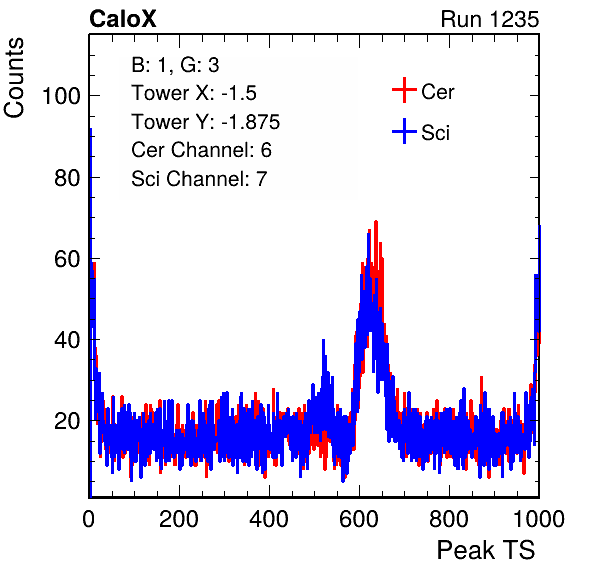 CaloX Run 1235
Counts
B: 1, G: 3
Tower X: -1.5
Tower Y: -1.875
Cer Channel: 6
Sci Channel: 7
Cer
Sci
100
80
60
40
20
0 200 400 600 800 1000
Peak TS